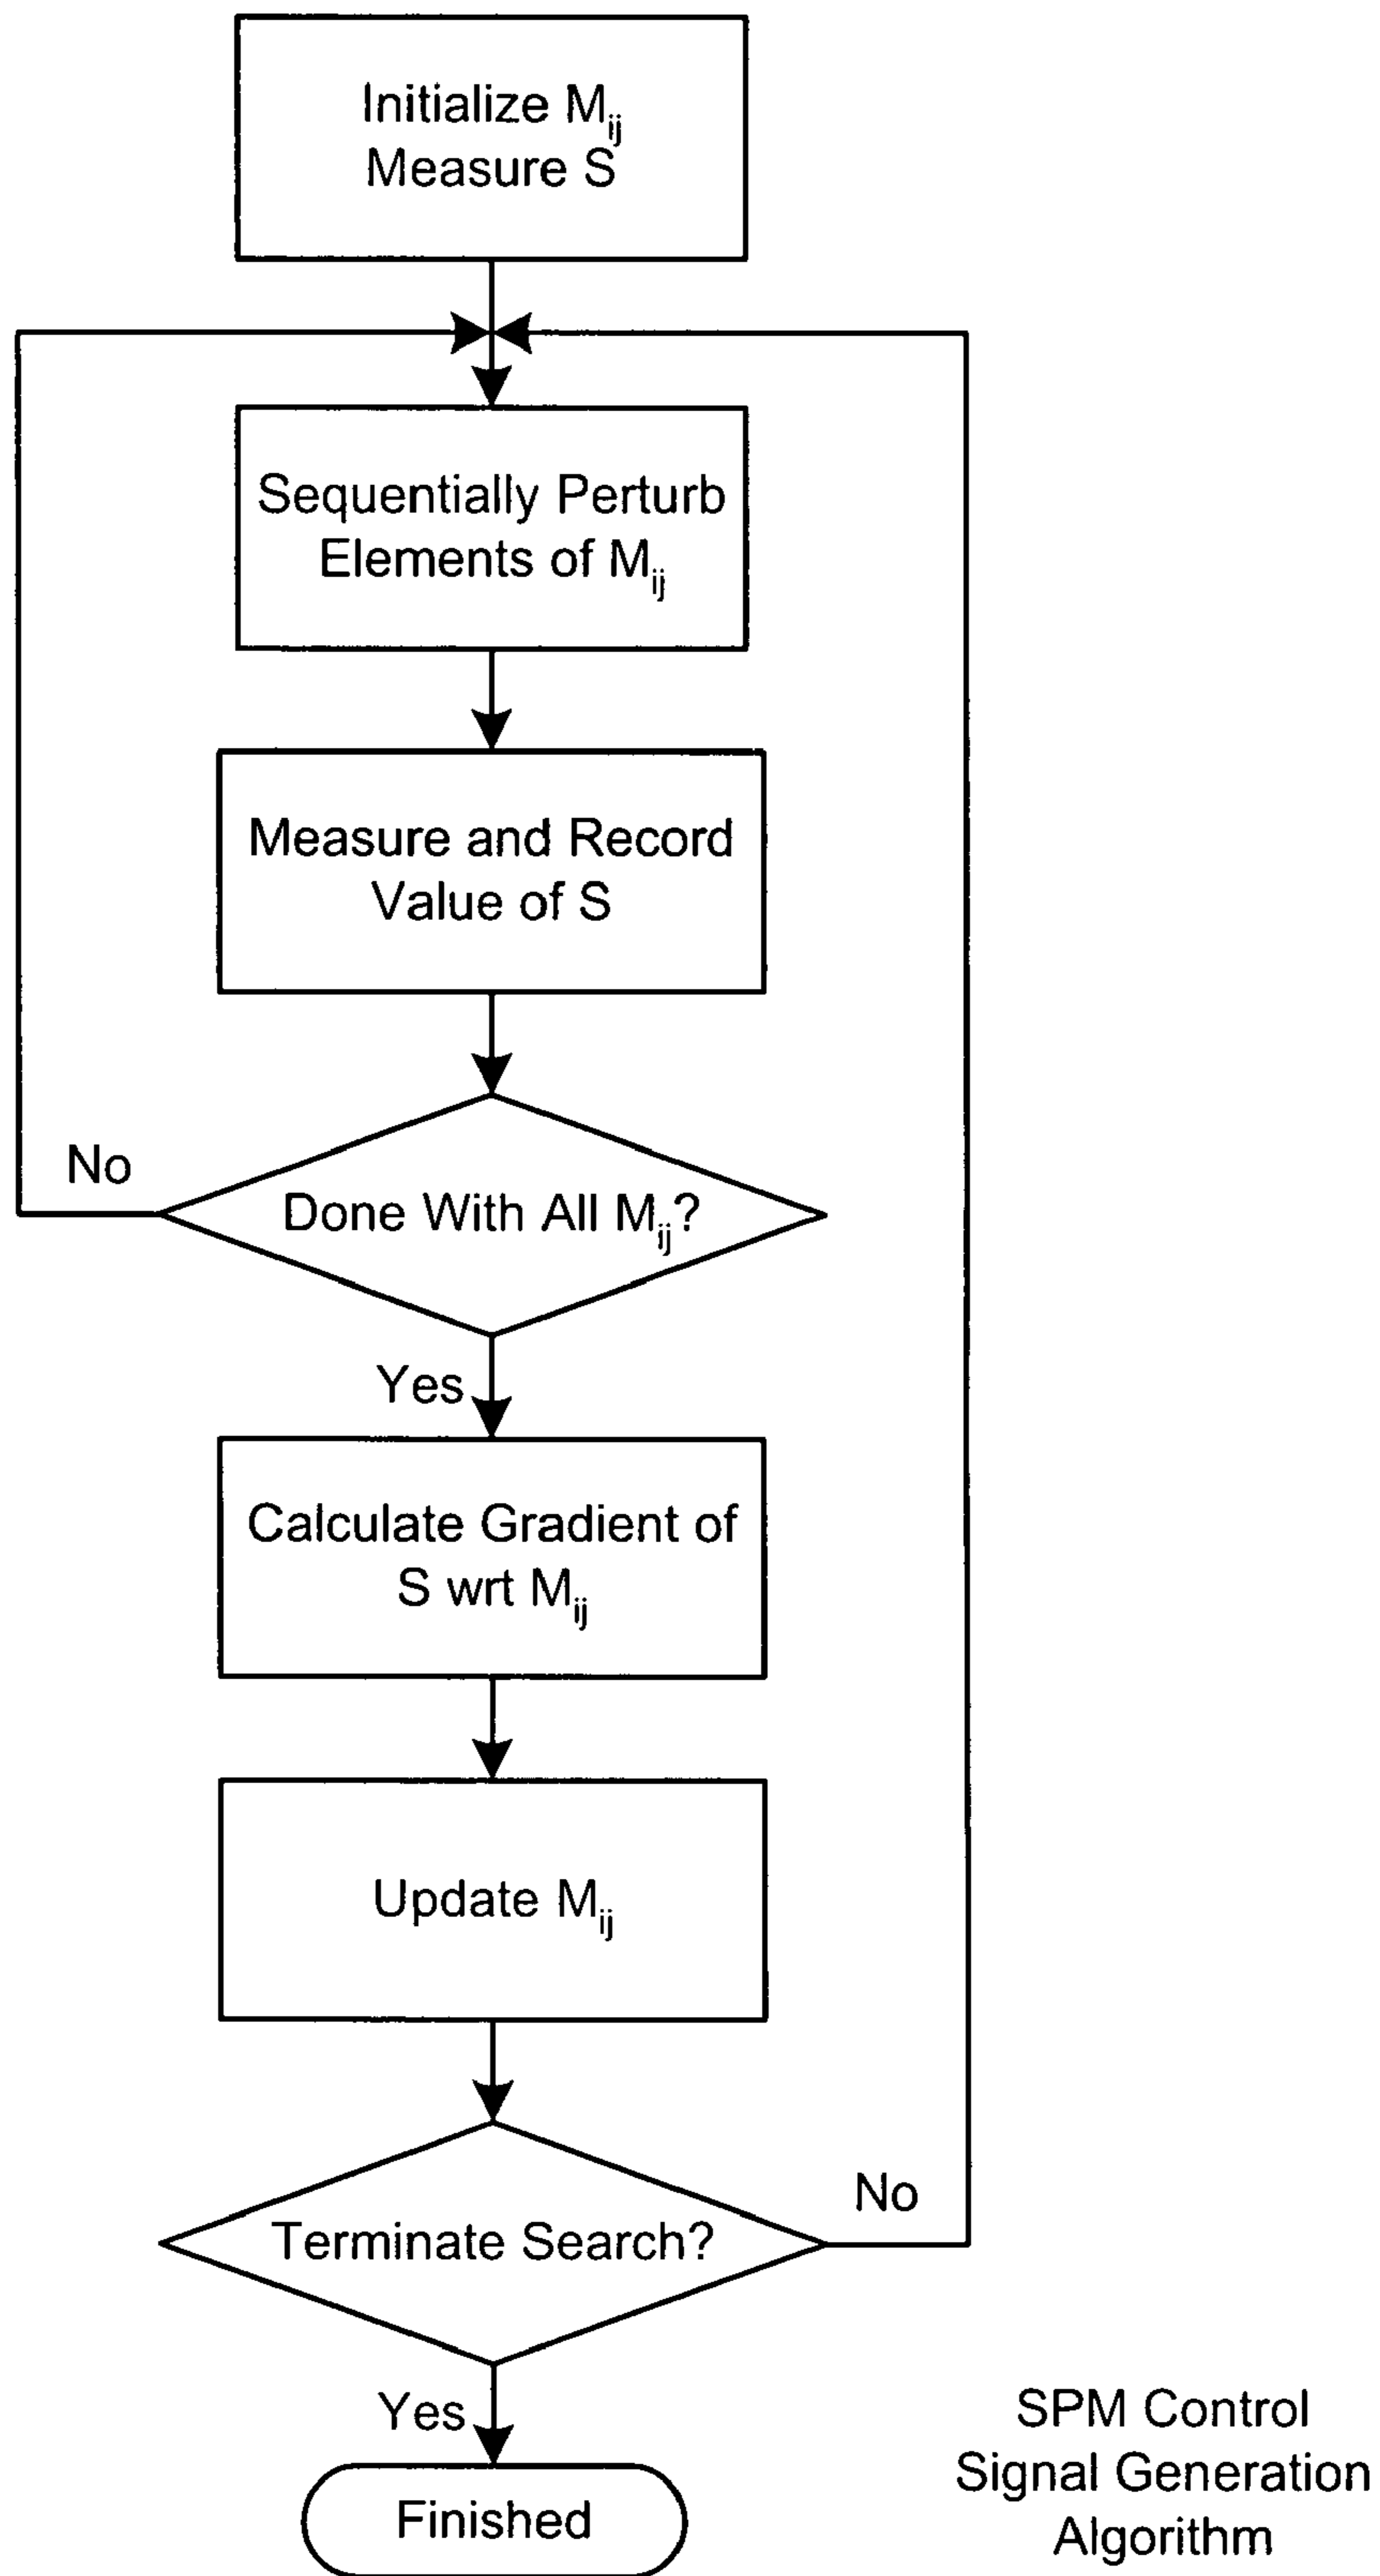 Initialize M_ij
Measure S
Sequentially Perturb
Elements of M_ij
Measure and Record
Value of S
No
Done With All M_ij?
Yes
Calculate Gradient of
S wrt M_ij
Update M_ij
No
Terminate Search?
Yes
Finished
SPM Control
Signal Generation
Algorithm